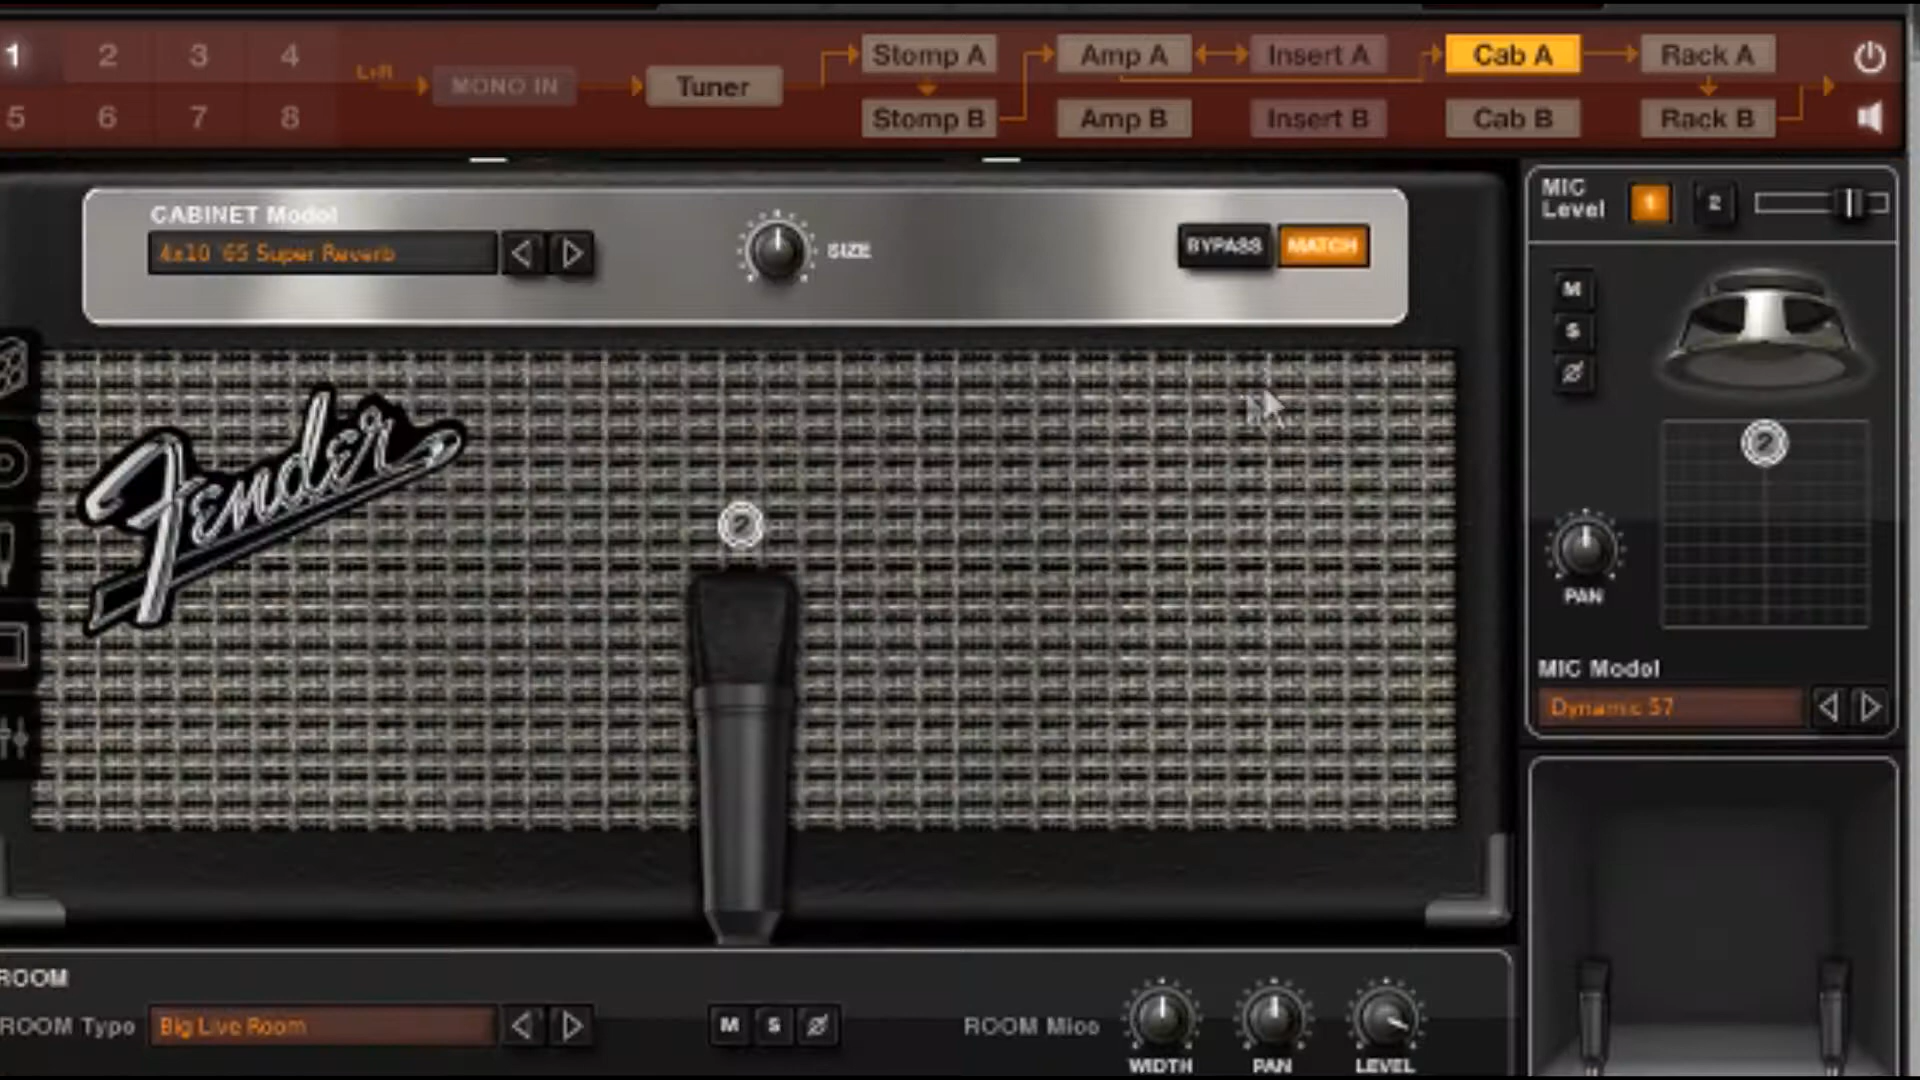 1 2 3 4
5 6 7 8
L+R
MONO IN
Tuner
Stomp A
Amp A
Insert A
Cab A
Rack A
Stomp B
Amp B
Insert B
Cab B
Rack B
CABINET Model
4x10 '65 Super Reverb
SIZE
BYPASS MATCH
Fender
2
MIC
Level
1 2
M
S
Ø
2
PAN
MIC Model
Dynamic 57
ROOM
ROOM Type
Big Live Room
M S Ø
ROOM Mics
WIDTH PAN LEVEL